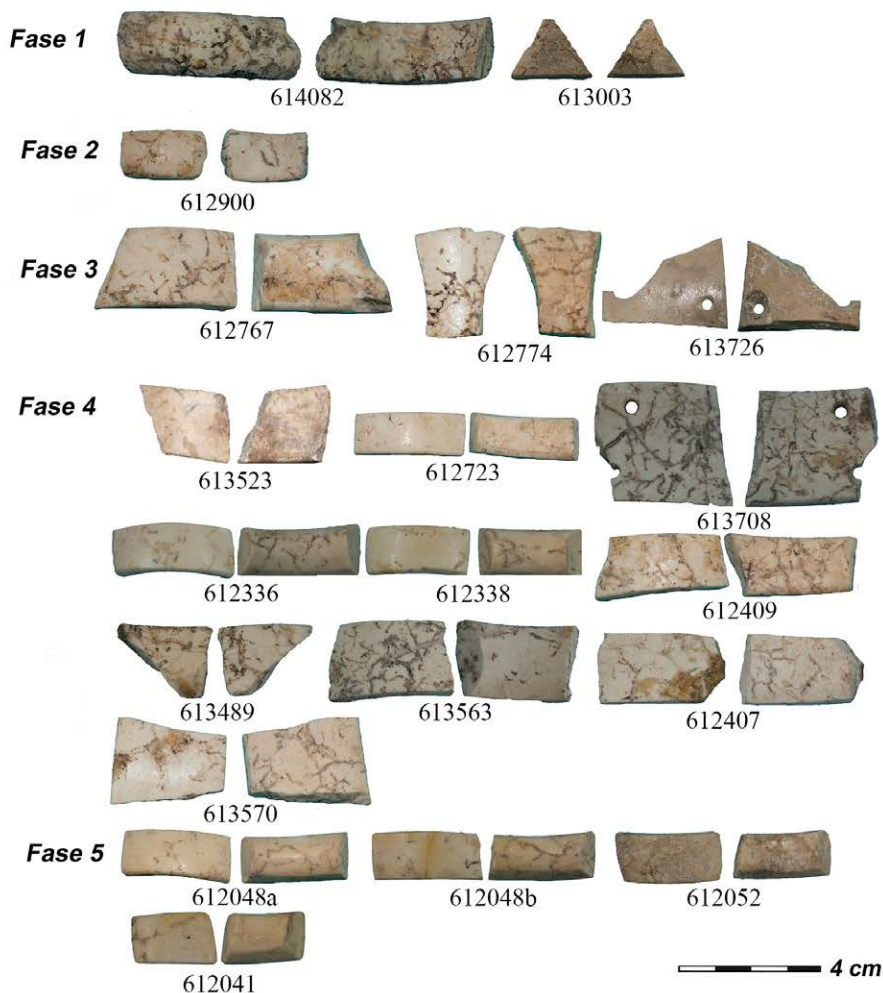 Fase 1
614082 613003
Fase 2
612900
Fase 3
612767 612774 613726
Fase 4
613523 612723 613708
612336 612338 612409
613489 613563 612407
613570
Fase 5
612048a 612048b 612052
612041
4 cm